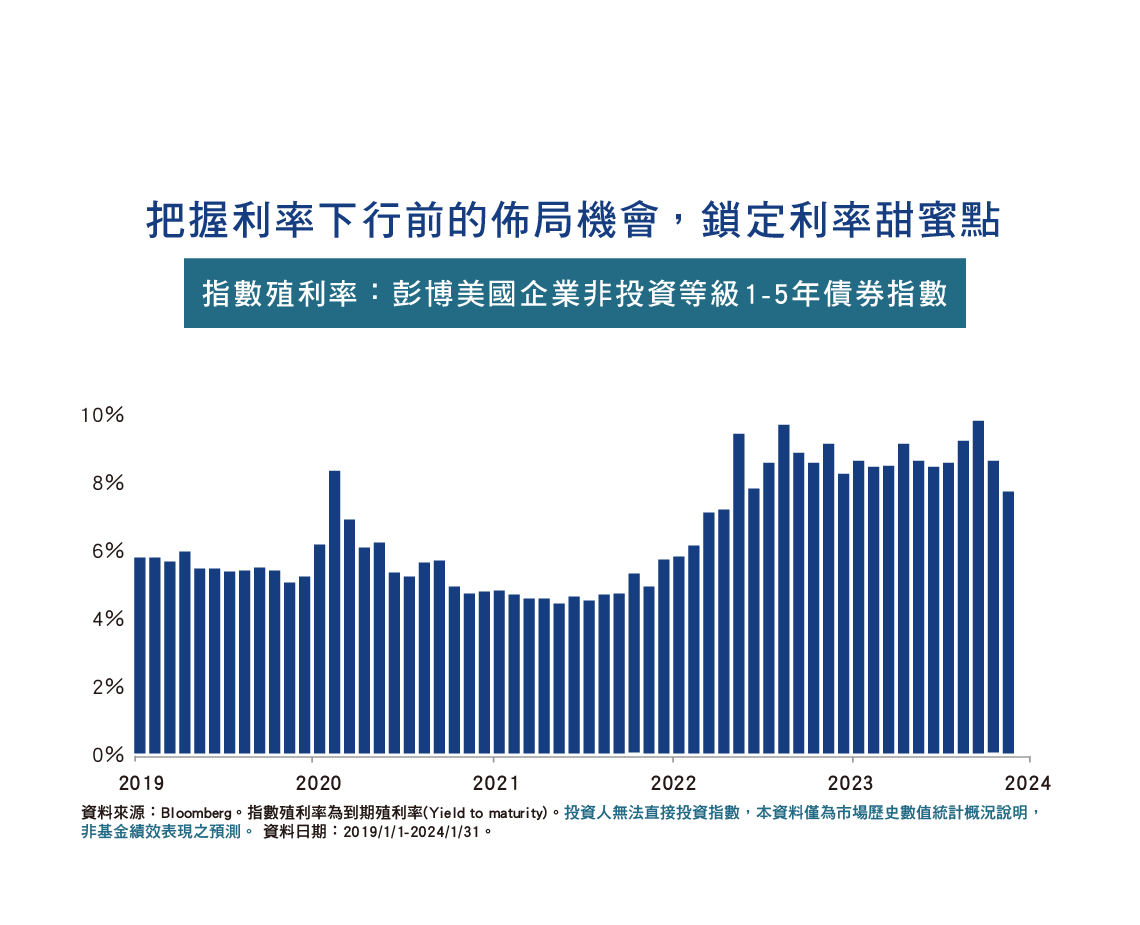 把握利率下行前的佈局機會，鎖定利率甜蜜點
指數殖利率：彭博美國企業非投資等級1-5年債券指數
10%
8%
6%
4%
2%
0%
2019 2020 2021 2022 2023 2024
資料來源：Bloomberg。指數殖利率為到期殖利率(Yield to maturity)。投資人無法直接投資指數，本資料僅為市場歷史數值統計概況說明，
非基金績效表現之預測。 資料日期：2019/1/1-2024/1/31。